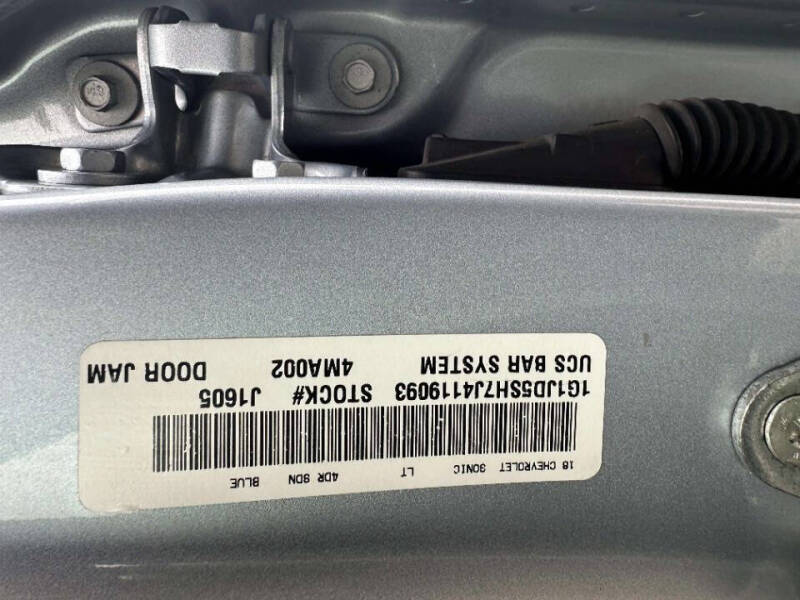 18 CHEVROLET SONIC LT 4DR SDN BLUE
1G1JD5SH7J4119093 STOCK# J1605
UCS BAR SYSTEM 4MA002 DOOR JAM